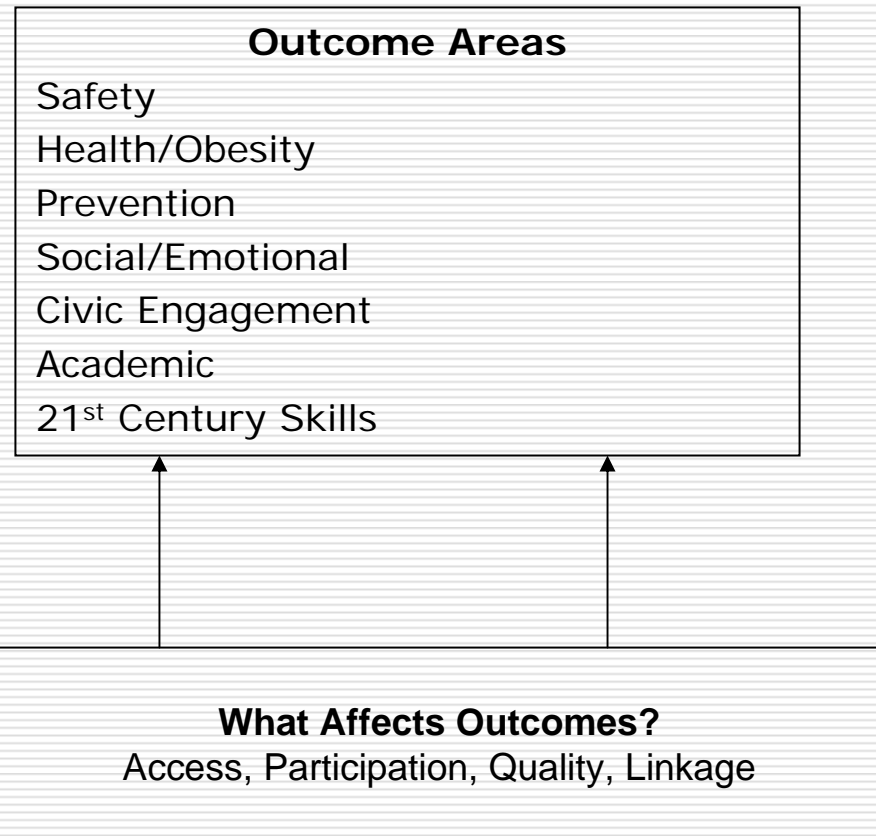 Outcome Areas
Safety
Health/Obesity
Prevention
Social/Emotional
Civic Engagement
Academic
21st Century Skills
What Affects Outcomes?
Access, Participation, Quality, Linkage